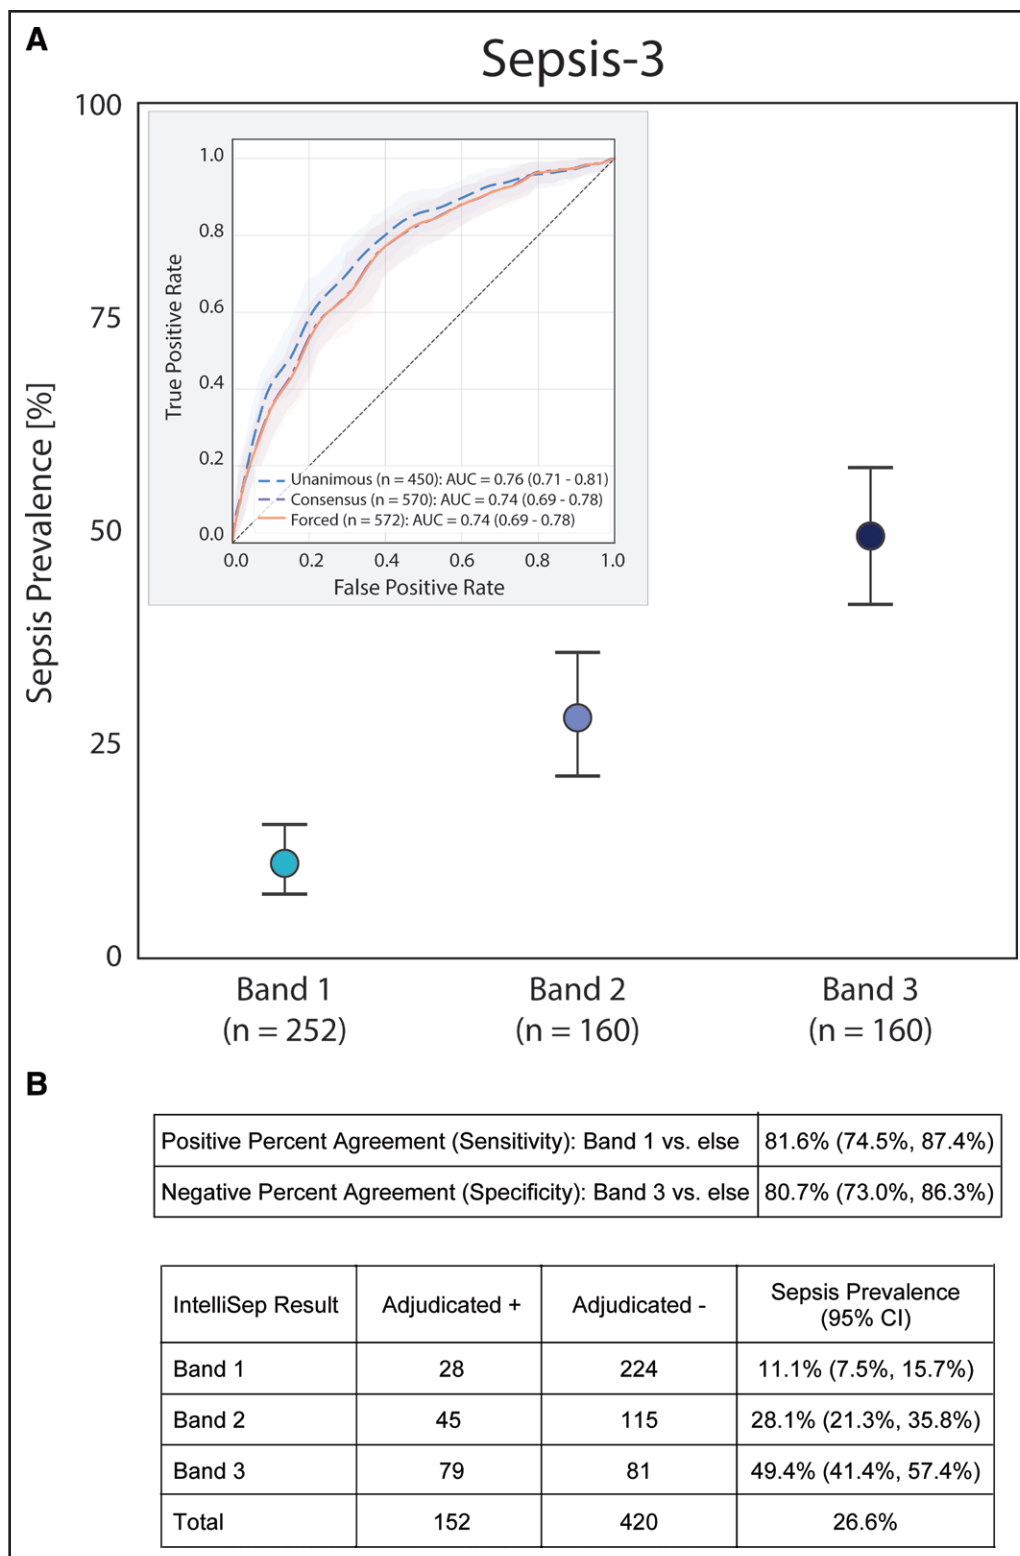 A
Sepsis-3
Sepsis Prevalence [%]
100
75
50
25
0
True Positive Rate
1.0
0.8
0.6
0.4
0.2
0.0
Unanimous (n = 450): AUC = 0.76 (0.71 - 0.81)
Consensus (n = 570): AUC = 0.74 (0.69 - 0.78)
Forced (n = 572): AUC = 0.74 (0.69 - 0.78)
0.0 0.2 0.4 0.6 0.8 1.0
False Positive Rate
Band 1 Band 2 Band 3
(n = 252) (n = 160) (n = 160)
B
Positive Percent Agreement (Sensitivity): Band 1 vs. else 81.6% (74.5%, 87.4%)
Negative Percent Agreement (Specificity): Band 3 vs. else 80.7% (73.0%, 86.3%)
IntelliSep Result Adjudicated + Adjudicated - Sepsis Prevalence
(95% CI)
Band 1 28 224 11.1% (7.5%, 15.7%)
Band 2 45 115 28.1% (21.3%, 35.8%)
Band 3 79 81 49.4% (41.4%, 57.4%)
Total 152 420 26.6%